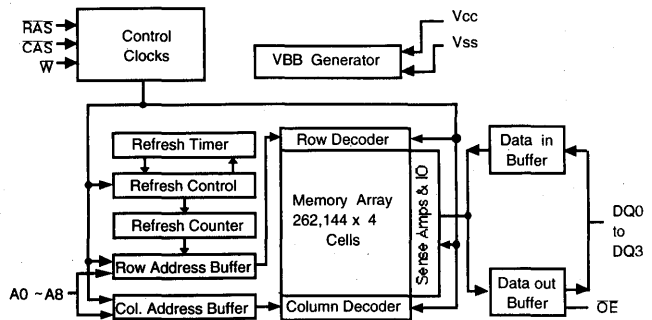 RAS
CAS
W
Control
Clocks
VBB Generator
Vcc
Vss
Refresh Timer
Refresh Control
Refresh Counter
Row Address Buffer
A0 ~A8
Col. Address Buffer
Row Decoder
Memory Array
262,144 x 4
Cells
Column Decoder
Sense Amps & IO
Data in
Buffer
DQ0
to
DQ3
Data out
Buffer
OE